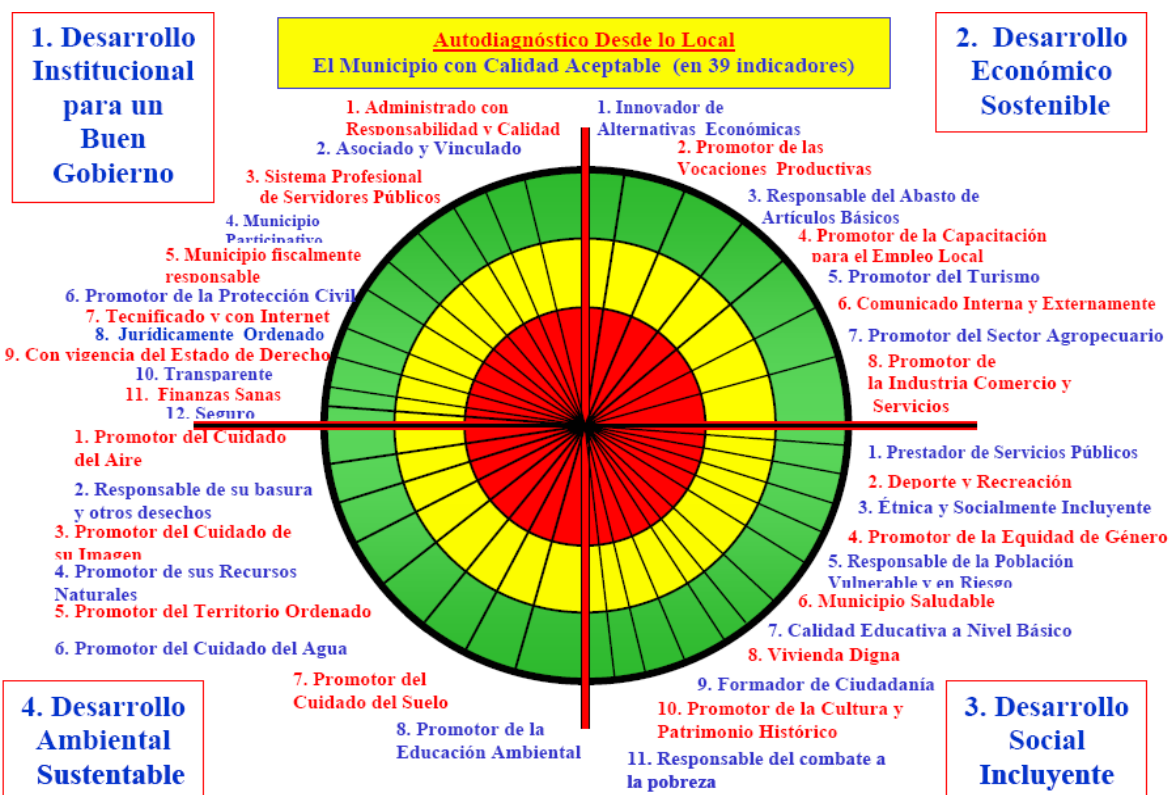 1. Desarrollo
Institucional
para un
Buen
Gobierno
Autodiagnóstico Desde lo Local
El Municipio con Calidad Aceptable (en 39 indicadores)
2. Desarrollo
Económico
Sostenible
1. Administrado con
Responsabilidad y Calidad
2. Asociado y Vinculado
3. Sistema Profesional
de Servidores Públicos
4. Municipio
Participativo
5. Municipio fiscalmente
responsable
6. Promotor de la Protección Civil
7. Tecnificado y con Internet
8. Jurídicamente Ordenado
9. Con vigencia del Estado de Derecho
10. Transparente
11. Finanzas Sanas
12. Seguro
1. Innovador de
Alternativas Económicas
2. Promotor de las
Vocaciones Productivas
3. Responsable del Abasto de
Artículos Básicos
4. Promotor de la Capacitación
para el Empleo Local
5. Promotor del Turismo
6. Comunicado Interna y Externamente
7. Promotor del Sector Agropecuario
8. Promotor de
la Industria Comercio y
Servicios
1. Promotor del Cuidado
del Aire
2. Responsable de su basura
y otros desechos
3. Promotor del Cuidado de
su Imagen
4. Promotor de sus Recursos
Naturales
5. Promotor del Territorio Ordenado
6. Promotor del Cuidado del Agua
7. Promotor del
Cuidado del Suelo
8. Promotor de la
Educación Ambiental
1. Prestador de Servicios Públicos
2. Deporte y Recreación
3. Étnica y Socialmente Incluyente
4. Promotor de la Equidad de Género
5. Responsable de la Población
Vulnerable y en Riesgo
6. Municipio Saludable
7. Calidad Educativa a Nivel Básico
8. Vivienda Digna
9. Formador de Ciudadanía
10. Promotor de la Cultura y
Patrimonio Histórico
11. Responsable del combate a
la pobreza
4. Desarrollo
Ambiental
Sustentable
3. Desarrollo
Social
Incluyente